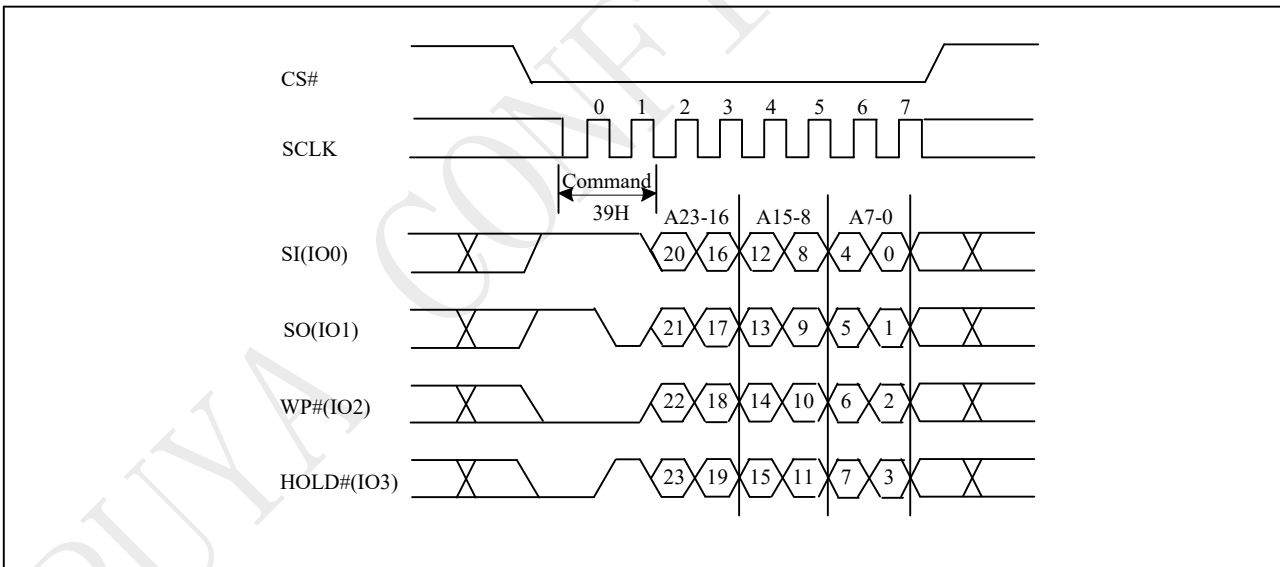 CS#
0 1 2 3 4 5 6 7
SCLK
Command
39H
A23-16 A15-8 A7-0
SI(IO0)
20 16 12 8 4 0
SO(IO1)
21 17 13 9 5 1
WP#(IO2)
22 18 14 10 6 2
HOLD#(IO3)
23 19 15 11 7 3